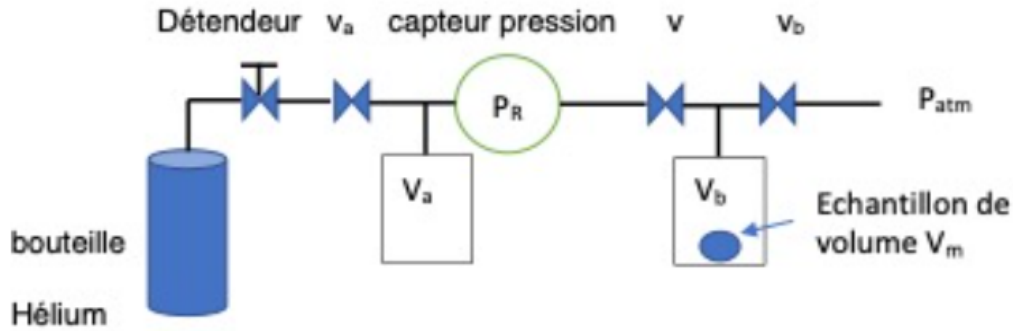 Détendeur va capteur pression v vb
PR
Patm
Va
Vb
Echantillon de
volume Vm
bouteille
Hélium